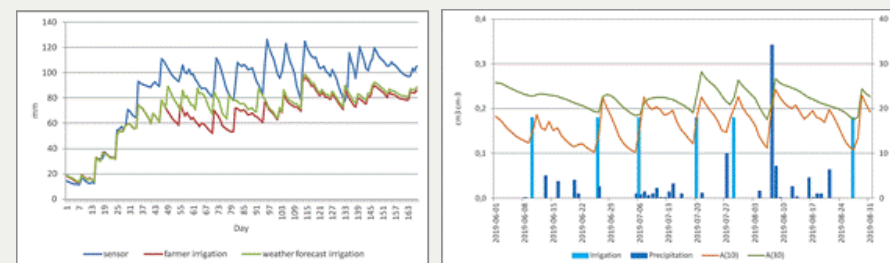 140
120
100
80
60
40
20
0
mm
1 7 13 19 25 31 37 43 49 55 61 67 73 79 85 91 97 103 109 115 121 127 133 139 145 151 157 163
Day
sensor farmer irrigation weather forecast irrigation
0,4
0,3
0,2
0,1
0,0
cm3 cm-3
40
30
20
10
0
2019-06-01 2019-06-08 2019-06-15 2019-06-22 2019-06-29 2019-07-06 2019-07-13 2019-07-20 2019-07-27 2019-08-03 2019-08-10 2019-08-17 2019-08-24 2019-08-31
Irrigation Precipitation A(10) A(30)